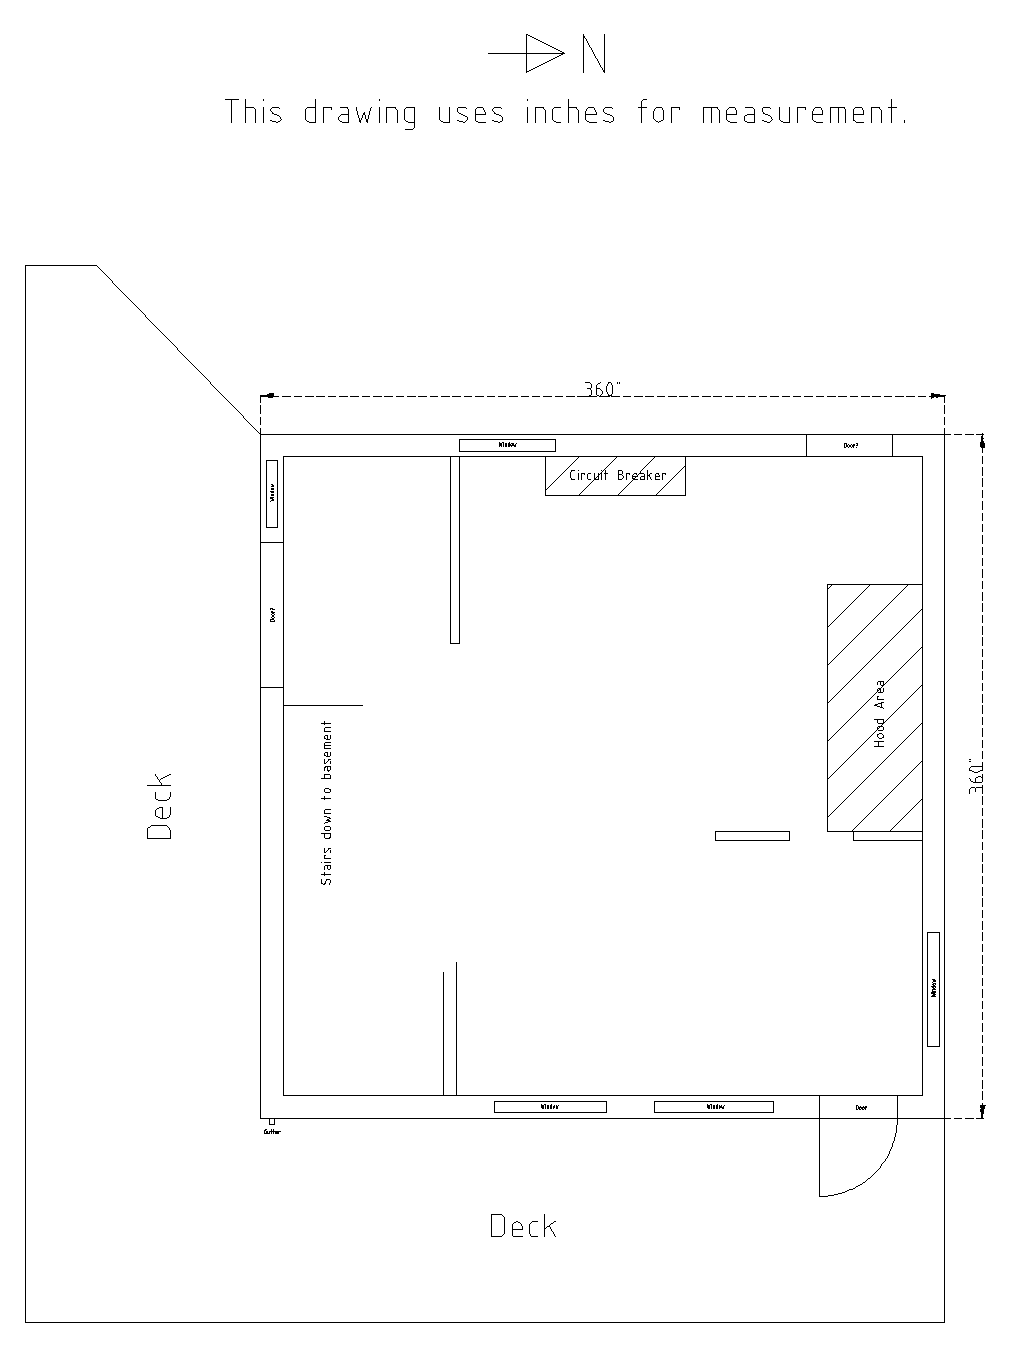 N
This drawing uses inches for measurement.
360"
Window
Door?
Circuit Breaker
Window
Door?
Hood Area
Stairs down to basement
360"
Deck
Window
Window
Window
Door
Gutter
Deck